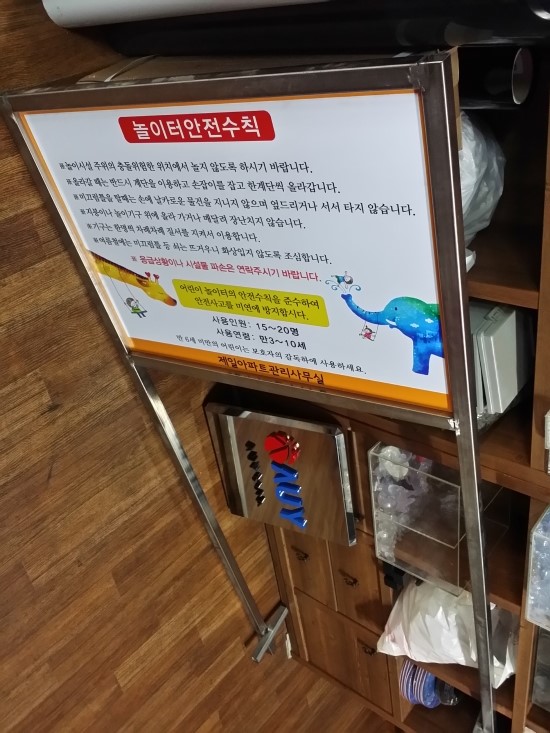 놀이터안전수칙
※놀이시설 주위의 충돌위험한 위치에서 놀지 않도록 하시기 바랍니다.
※올라갈 때는 반드시 계단을 이용하고 손잡이를 잡고 한계단씩 올라갑니다.
※미끄럼틀을 탈때는 손에 날카로운 물건을 지니지 않으며 엎드리거나 서서 타지 않습니다.
※지붕이나 놀이기구 위에 올라 가거나 매달려 장난치지 않습니다.
※기구는 한명씩 차례차례 질서를 지켜서 이용합니다.
※여름철에는 미끄럼틀 등 쇠는 뜨거우니 화상입지 않도록 조심합니다.
※ 응급상황이나 시설물 파손은 연락주시기 바랍니다.
어린이 놀이터의 안전수칙을 준수하여
안전사고를 미연에 방지합시다.
사용인원: 15~20명
사용연령: 만3~10세
만 6세 미만의 어린이는 보호자의 감독하에 사용하세요.
제일아파트관리사무실